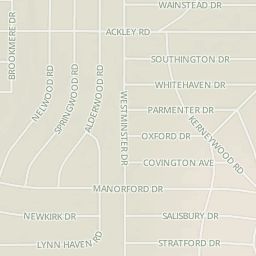 WAINSTEAD DR
ACKLEY RD
BROOKMERE DR
SOUTHINGTON DR
NELWOOD RD
SPRINGWOOD RD
ALDERWOOD RD
WHITEHAVEN DR
WESTMINSTER DR
PARMENTER DR
KERNEYWOOD RD
OXFORD DR
COVINGTON AVE
MANORFORD DR
NEWKIRK DR
SALISBURY DR
LYNN HAVEN
RD
STRATFORD DR